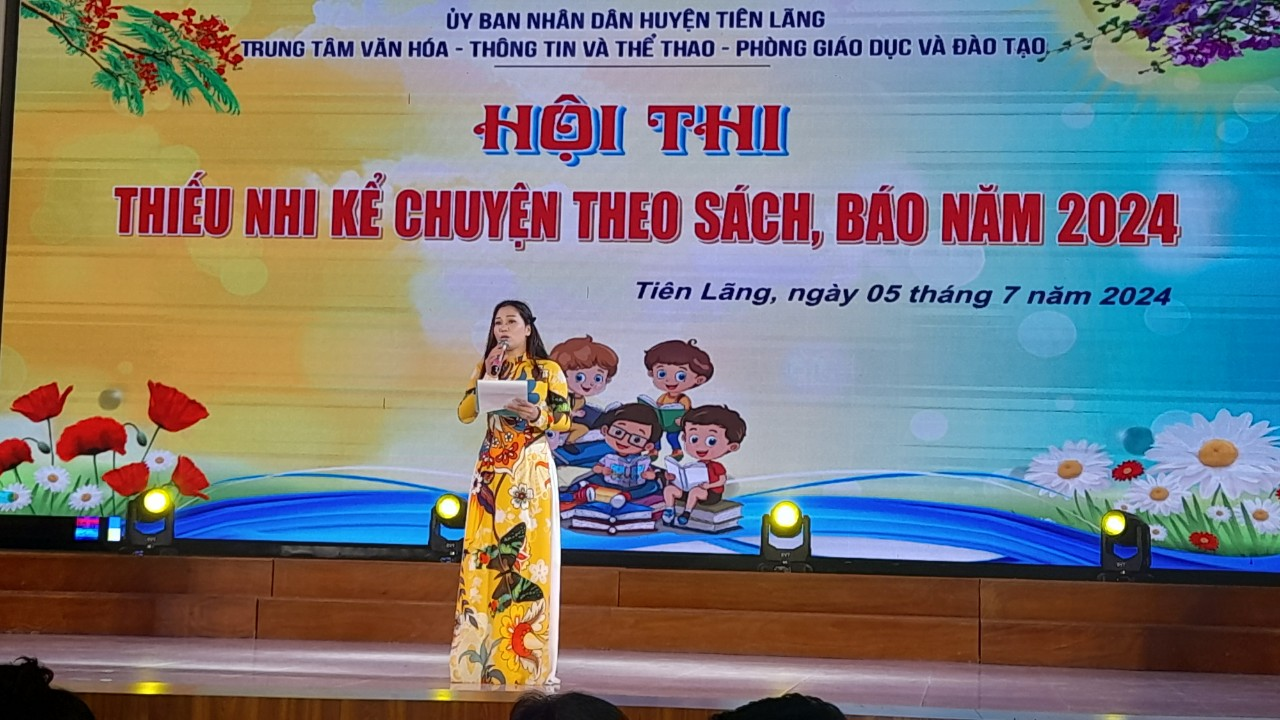 ỦY BAN NHÂN DÂN HUYỆN TIÊN LÃNG
TRUNG TÂM VĂN HÓA - THÔNG TIN VÀ THỂ THAO - PHÒNG GIÁO DỤC VÀ ĐÀO TẠO
HỘI THI
THIẾU NHI KỂ CHUYỆN THEO SÁCH, BÁO NĂM 2024
Tiên Lãng, ngày 05 tháng 7 năm 2024